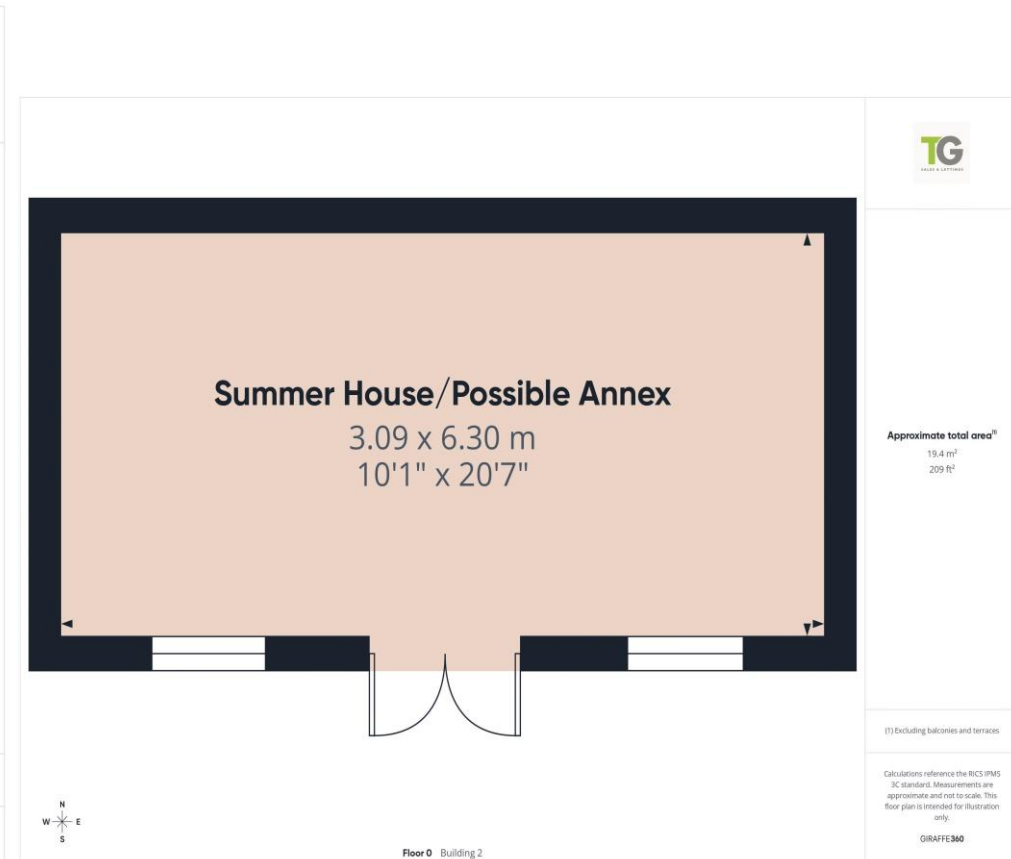 TG
SALES & LETTINGS
Summer House/Possible Annex
3.09 x 6.30 m
10'1" x 20'7"
Approximate total area⁽¹⁾
19.4 m²
209 ft²
(1) Excluding balconies and terraces
Calculations reference the RICS IPMS
3C standard. Measurements are
approximate and not to scale. This
floor plan is intended for illustration
only.
GIRAFFE360
N
W E
S
Floor 0 Building 2